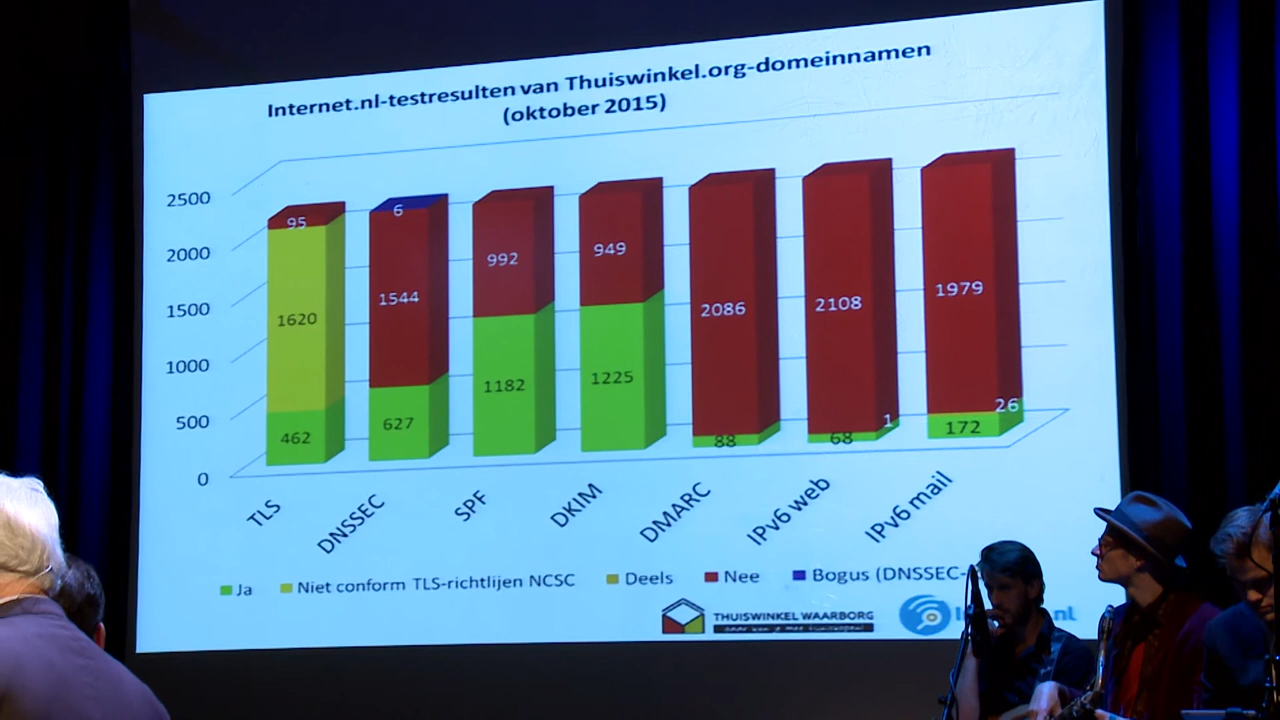 Internet.nl-testresulten van Thuiswinkel.org-domeinnamen
(oktober 2015)
2500
2000
1500
1000
500
0
95
1620
462
6
1544
627
992
1182
949
1225
2086
88
2108
1
68
1979
26
172
TLS
DNSSEC
SPF
DKIM
DMARC
IPv6 web
IPv6 mail
Ja
Niet conform TLS-richtlijen NCSC
Deels
Nee
Bogus (DNSSEC-
THUISWINKEL WAARBORG
nl